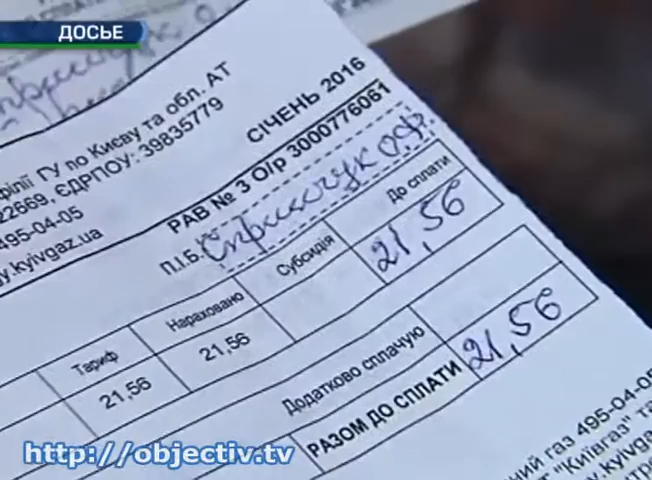 ДОСЬЕ
філії ГУ по Києву та обл. АТ
22669, ЄДРПОУ: 39835779
495-04-05
.kyivgaz.ua
СІЧЕНЬ 2016
РАВ № 3 О/р 3000776061
П.І.Б. О.Ф.
Тариф Нараховано Субсидія До сплати
21,56 21,56 21,56
Додатково сплачую
РАЗОМ ДО СПЛАТИ 21,56
газ 495-04-05
"Київгаз" та
http://objectiv.tv